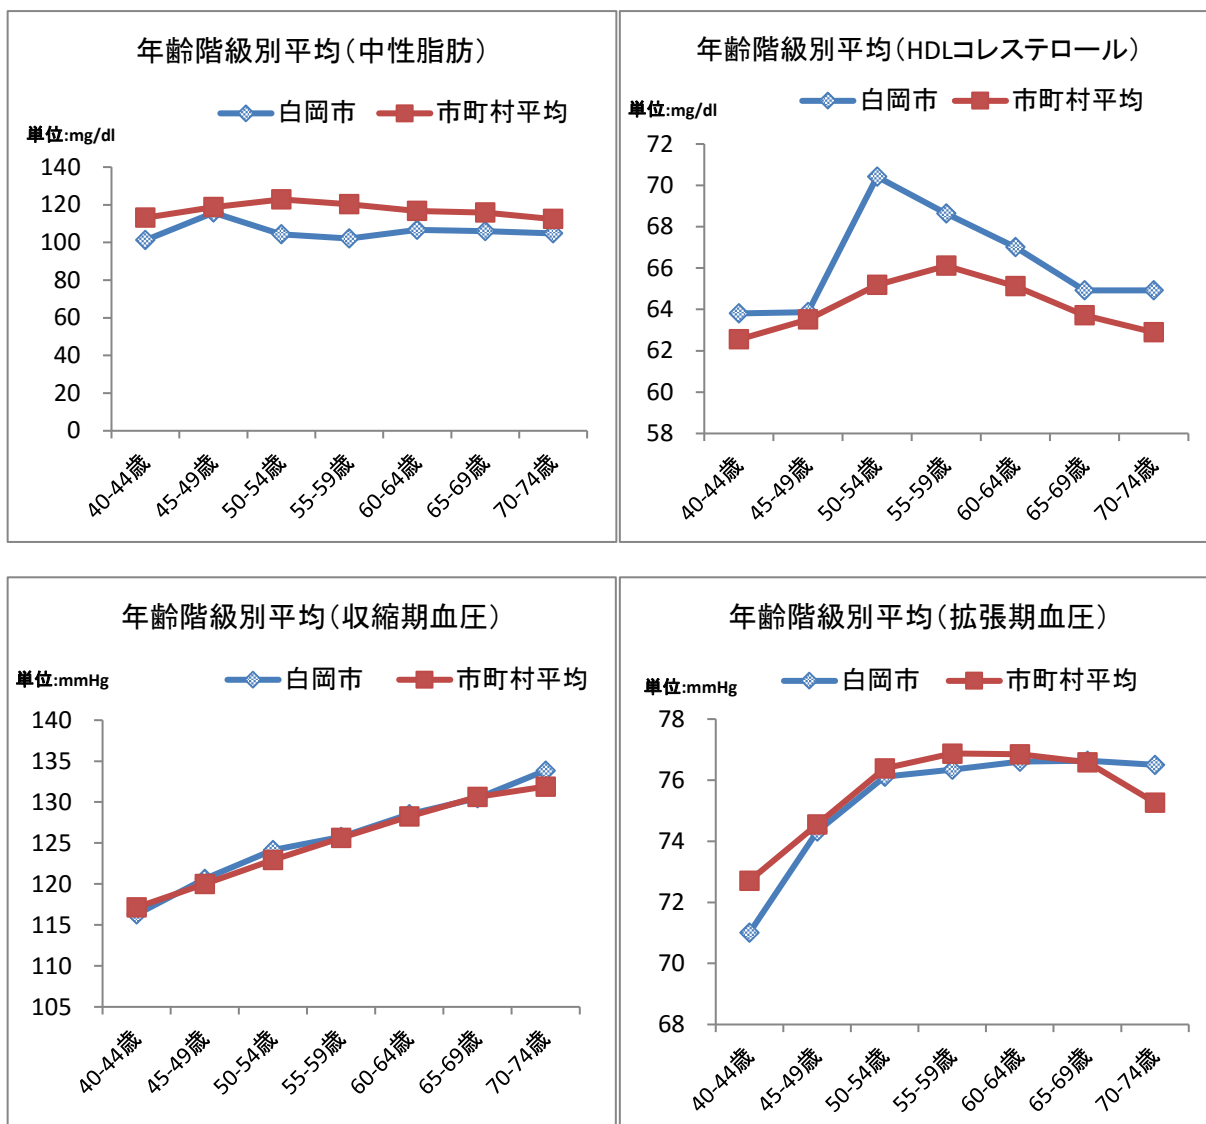 年齢階級別平均（中性脂肪）
白岡市 市町村平均
単位:mg/dl
140
120
100
80
60
40
20
0
40-44歳 45-49歳 50-54歳 55-59歳 60-64歳 65-69歳 70-74歳
年齢階級別平均（HDLコレステロール）
白岡市 市町村平均
単位:mg/dl
72
70
68
66
64
62
60
58
40-44歳 45-49歳 50-54歳 55-59歳 60-64歳 65-69歳 70-74歳
年齢階級別平均（収縮期血圧）
白岡市 市町村平均
単位:mmHg
140
135
130
125
120
115
110
105
40-44歳 45-49歳 50-54歳 55-59歳 60-64歳 65-69歳 70-74歳
年齢階級別平均（拡張期血圧）
白岡市 市町村平均
単位:mmHg
78
76
74
72
70
68
40-44歳 45-49歳 50-54歳 55-59歳 60-64歳 65-69歳 70-74歳